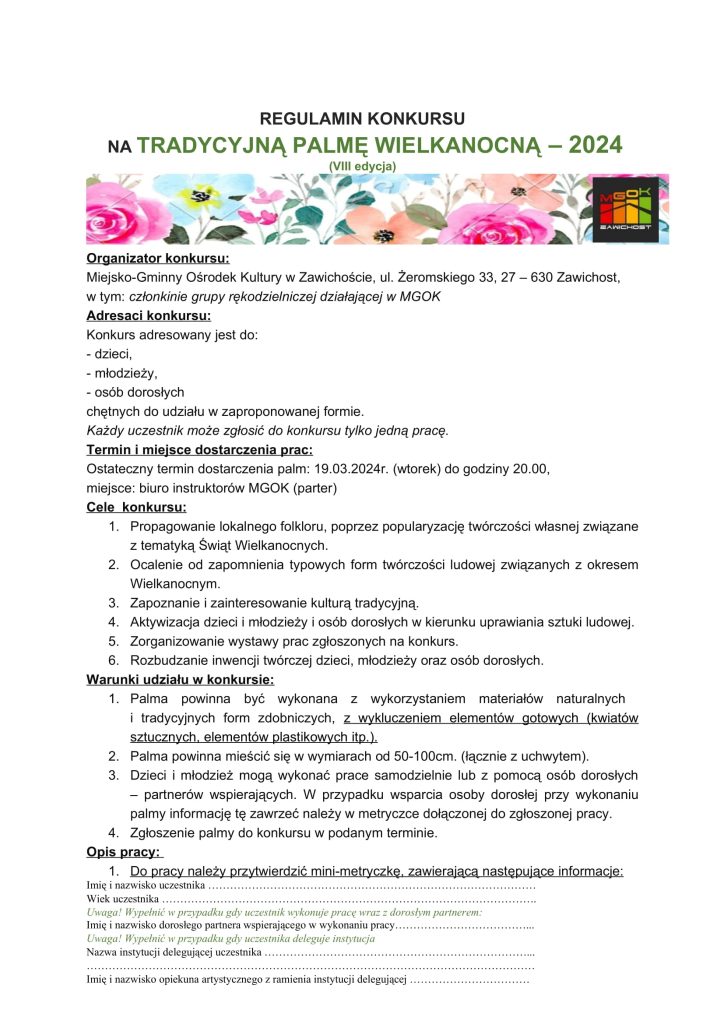 REGULAMIN KONKURSU
NA TRADYCYJNĄ PALMĘ WIELKANOCNĄ – 2024
(VIII edycja)
MGOK
ZAWICHOST
Organizator konkursu:
Miejsko-Gminny Ośrodek Kultury w Zawichoście, ul. Żeromskiego 33, 27 – 630 Zawichost,
w tym: członkinie grupy rękodzielniczej działającej w MGOK
Adresaci konkursu:
Konkurs adresowany jest do:
- dzieci,
- młodzieży,
- osób dorosłych
chętnych do udziału w zaproponowanej formie.
Każdy uczestnik może zgłosić do konkursu tylko jedną pracę.
Termin i miejsce dostarczenia prac:
Ostateczny termin dostarczenia palm: 19.03.2024r. (wtorek) do godziny 20.00,
miejsce: biuro instruktorów MGOK (parter)
Cele  konkursu:
1. Propagowanie lokalnego folkloru, poprzez popularyzację twórczości własnej związane
z tematyką Świąt Wielkanocnych.
2. Ocalenie od zapomnienia typowych form twórczości ludowej związanych z okresem
Wielkanocnym.
3. Zapoznanie i zainteresowanie kulturą tradycyjną.
4. Aktywizacja dzieci i młodzieży i osób dorosłych w kierunku uprawiania sztuki ludowej.
5. Zorganizowanie wystawy prac zgłoszonych na konkurs.
6. Rozbudzanie inwencji twórczej dzieci, młodzieży oraz osób dorosłych.
Warunki udziału w konkursie:
1. Palma powinna być wykonana z wykorzystaniem materiałów naturalnych
i tradycyjnych form zdobniczych, z wykluczeniem elementów gotowych (kwiatów
sztucznych, elementów plastikowych itp.).
2. Palma powinna mieścić się w wymiarach od 50-100cm. (łącznie z uchwytem).
3. Dzieci i młodzież mogą wykonać prace samodzielnie lub z pomocą osób dorosłych
– partnerów wspierających. W przypadku wsparcia osoby dorosłej przy wykonaniu
palmy informację tę zawrzeć należy w metryczce dołączonej do zgłoszonej pracy.
4. Zgłoszenie palmy do konkursu w podanym terminie.
Opis pracy:
1. Do pracy należy przytwierdzić mini-metryczkę, zawierającą następujące informacje:
Imię i nazwisko uczestnika ……………………………………………………………………………
Wiek uczestnika ……………………………………………………………………………………..
Uwaga! Wypełnić w przypadku gdy uczestnik wykonuje pracę wraz z dorosłym partnerem:
Imię i nazwisko dorosłego partnera wspierającego w wykonaniu pracy……………………………...
Uwaga! Wypełnić w przypadku gdy uczestnika deleguje instytucja
Nazwa instytucji delegującej uczestnika …………………………………………………………...
………………………………………………………………………………………………………
Imię i nazwisko opiekuna artystycznego z ramienia instytucji delegującej ……………………………